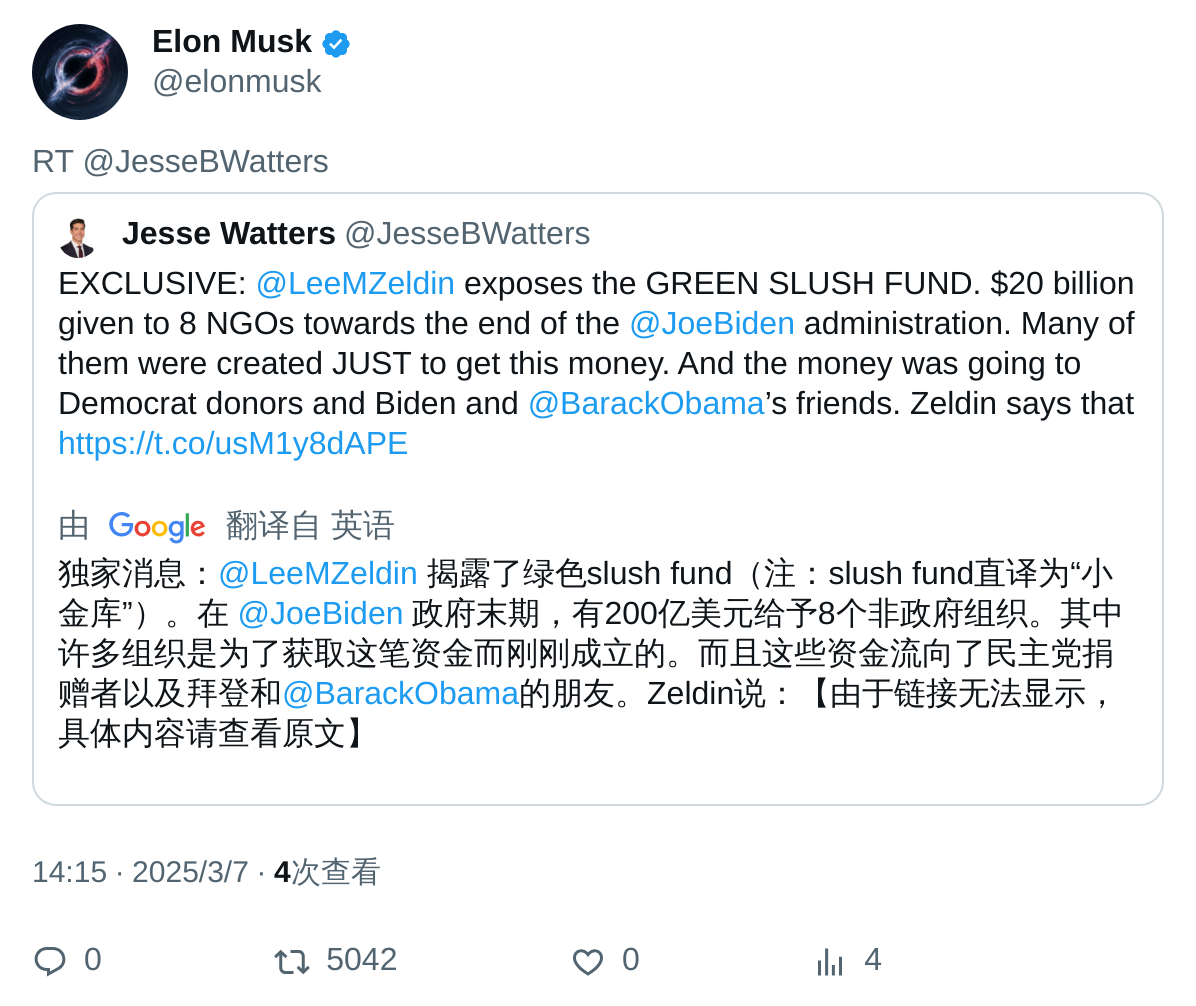 Elon Musk
@elonmusk
RT @JesseBWatters
Jesse Watters @JesseBWatters
EXCLUSIVE: @LeeMZeldin exposes the GREEN SLUSH FUND. $20 billion
given to 8 NGOs towards the end of the @JoeBiden administration. Many of
them were created JUST to get this money. And the money was going to
Democrat donors and Biden and @BarackObama’s friends. Zeldin says that
https://t.co/usM1y8dAPE
由 Google 翻译自 英语
独家消息：@LeeMZeldin 揭露了绿色slush fund（注：slush fund直译为“小
金库”）。在 @JoeBiden 政府末期，有200亿美元给予8个非政府组织。其中
许多组织是为了获取这笔资金而刚刚成立的。而且这些资金流向了民主党捐
赠者以及拜登和@BarackObama的朋友。Zeldin说：【由于链接无法显示，
具体内容请查看原文】
14:15 · 2025/3/7 · 4次查看
0 5042 0 4